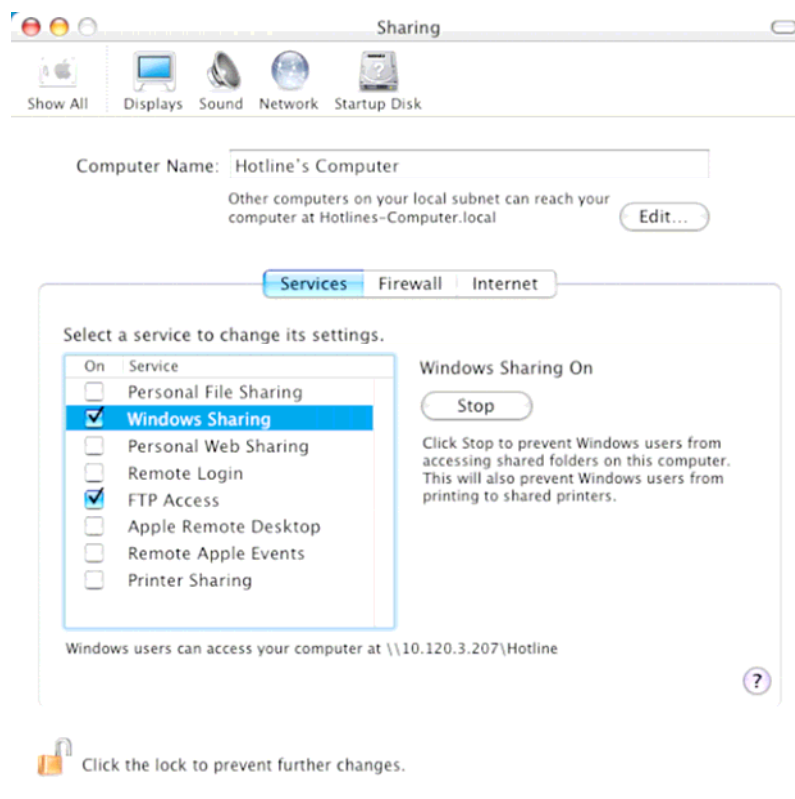 Sharing
Show All Displays Sound Network Startup Disk
Computer Name: Hotline's Computer
Other computers on your local subnet can reach your
computer at Hotlines-Computer.local
Edit...
Services Firewall Internet
Select a service to change its settings.
On Service
Personal File Sharing
Windows Sharing
Personal Web Sharing
Remote Login
FTP Access
Apple Remote Desktop
Remote Apple Events
Printer Sharing
Windows Sharing On
Stop
Click Stop to prevent Windows users from
accessing shared folders on this computer.
This will also prevent Windows users from
printing to shared printers.
Windows users can access your computer at \\10.120.3.207\Hotline
?
Click the lock to prevent further changes.